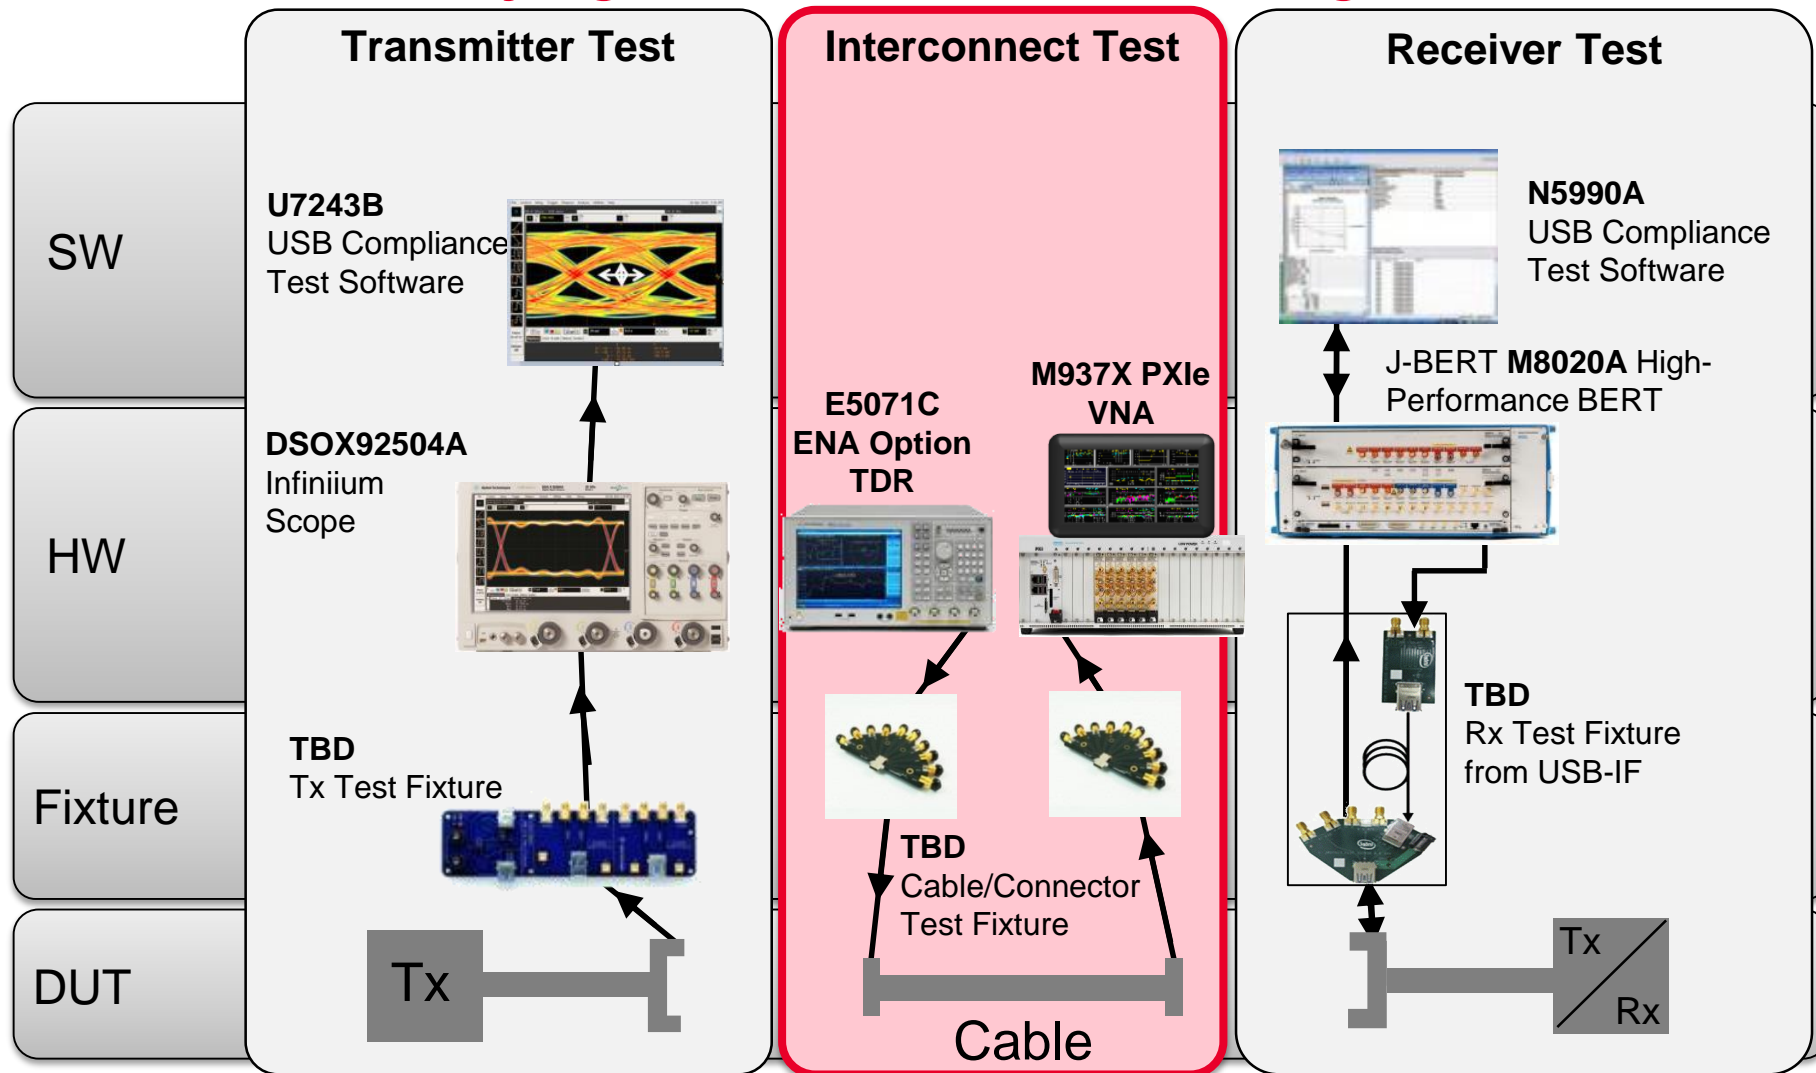 Transmitter Test
Interconnect Test
Receiver Test
SW
U7243B
USB Compliance
Test Software
N5990A
USB Compliance
Test Software
HW
DSOX92504A
Infiniium
Scope
E5071C
ENA Option
TDR
M937X PXIe
VNA
J-BERT M8020A High-
Performance BERT
Fixture
TBD
Tx Test Fixture
TBD
Cable/Connector
Test Fixture
TBD
Rx Test Fixture
from USB-IF
DUT
Tx
Cable
Tx
Rx